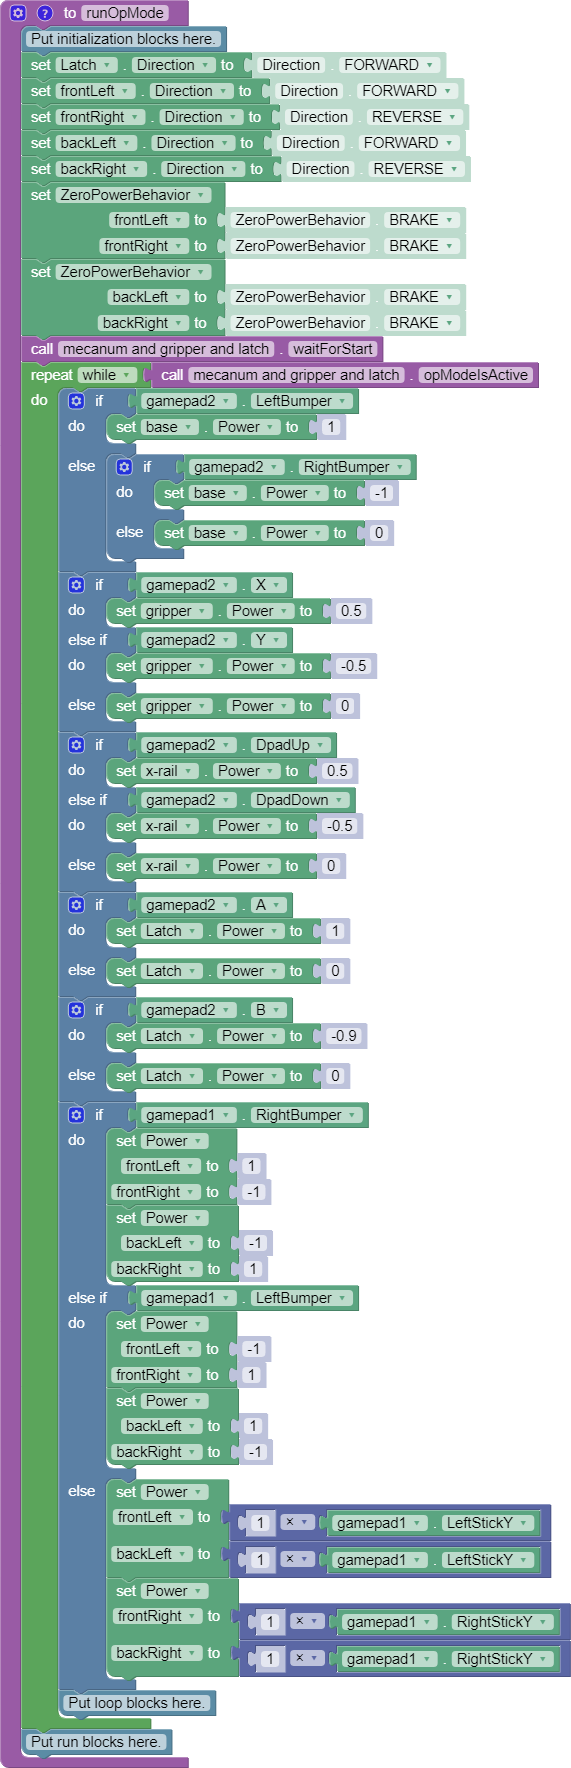 to runOpMode
Put initialization blocks here.
set Latch . Direction to Direction . FORWARD
set frontLeft . Direction to Direction . FORWARD
set frontRight . Direction to Direction . REVERSE
set backLeft . Direction to Direction . FORWARD
set backRight . Direction to Direction . REVERSE
set ZeroPowerBehavior
frontLeft to ZeroPowerBehavior . BRAKE
frontRight to ZeroPowerBehavior . BRAKE
set ZeroPowerBehavior
backLeft to ZeroPowerBehavior . BRAKE
backRight to ZeroPowerBehavior . BRAKE
call mecanum and gripper and latch . waitForStart
repeat while call mecanum and gripper and latch . opModeIsActive
do if gamepad2 . LeftBumper
do set base . Power to 1
else if gamepad2 . RightBumper
do set base . Power to -1
else set base . Power to 0
if gamepad2 . X
do set gripper . Power to 0.5
else if gamepad2 . Y
do set gripper . Power to -0.5
else set gripper . Power to 0
if gamepad2 . DpadUp
do set x-rail . Power to 0.5
else if gamepad2 . DpadDown
do set x-rail . Power to -0.5
else set x-rail . Power to 0
if gamepad2 . A
do set Latch . Power to 1
else set Latch . Power to 0
if gamepad2 . B
do set Latch . Power to -0.9
else set Latch . Power to 0
if gamepad1 . RightBumper
do set Power
frontLeft to 1
frontRight to -1
set Power
backLeft to -1
backRight to 1
else if gamepad1 . LeftBumper
do set Power
frontLeft to -1
frontRight to 1
set Power
backLeft to 1
backRight to -1
else set Power
frontLeft to 1 × gamepad1 . LeftStickY
backLeft to 1 × gamepad1 . LeftStickY
set Power
frontRight to 1 × gamepad1 . RightStickY
backRight to 1 × gamepad1 . RightStickY
Put loop blocks here.
Put run blocks here.